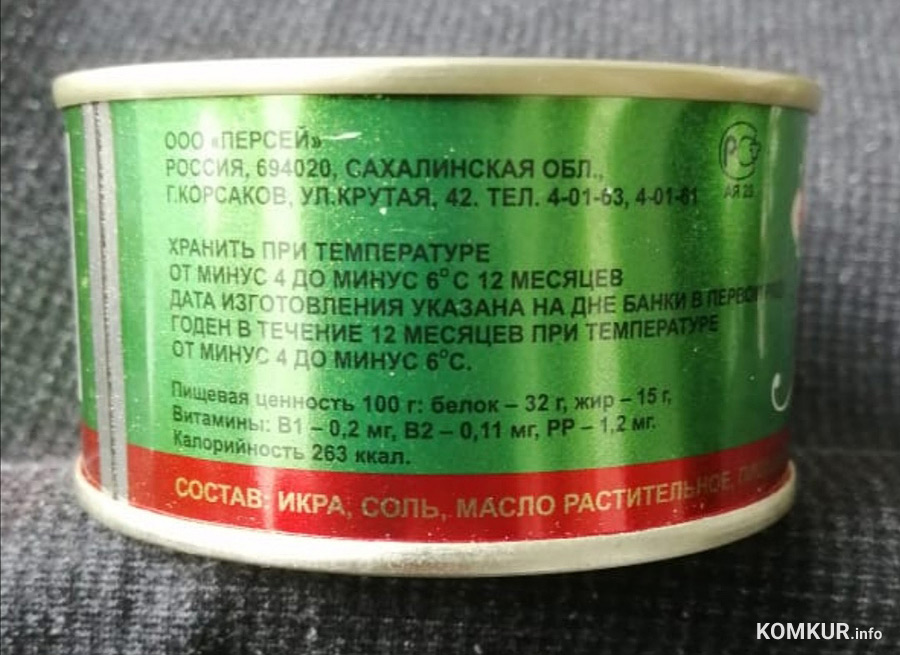 ООО «ПЕРСЕЙ»
РОССИЯ, 694020, САХАЛИНСКАЯ ОБЛ.,
Г.КОРСАКОВ, УЛ.КРУТАЯ, 42. ТЕЛ. 4-01-63, 4-01-61
РСТ
АЯ 25
ХРАНИТЬ ПРИ ТЕМПЕРАТУРЕ
ОТ МИНУС 4 ДО МИНУС 6°С 12 МЕСЯЦЕВ
ДАТА ИЗГОТОВЛЕНИЯ УКАЗАНА НА ДНЕ БАНКИ В ПЕРВОМ
ГОДЕН В ТЕЧЕНИЕ 12 МЕСЯЦЕВ ПРИ ТЕМПЕРАТУРЕ
ОТ МИНУС 4 ДО МИНУС 6°С.
Пищевая ценность 100 г: белок – 32 г, жир – 15 г,
Витамины: В1 – 0,2 мг, В2 – 0,11 мг, РР – 1,2 мг.
Калорийность 263 ккал.
СОСТАВ: ИКРА, СОЛЬ, МАСЛО РАСТИТЕЛЬНОЕ,
KOMKUR.info